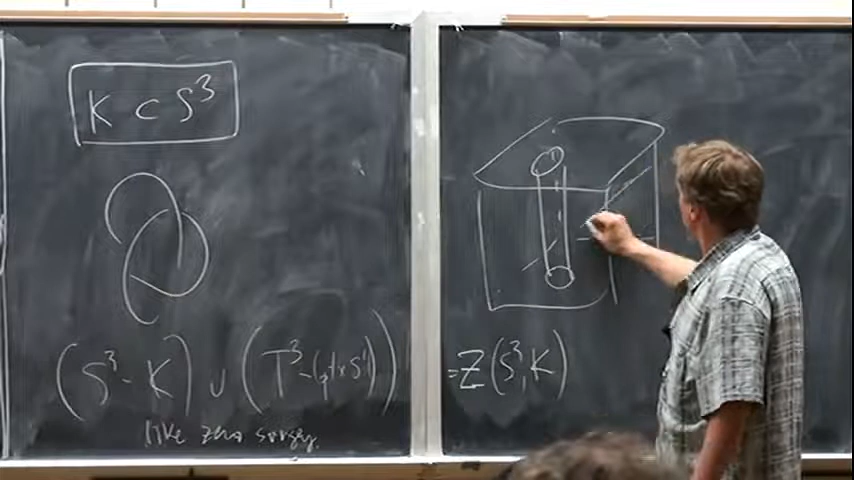 K ⊂ S³
(S³ - K) ∪ (T³ - (pt × S¹)) = Z(S³, K)
like zero surgery.